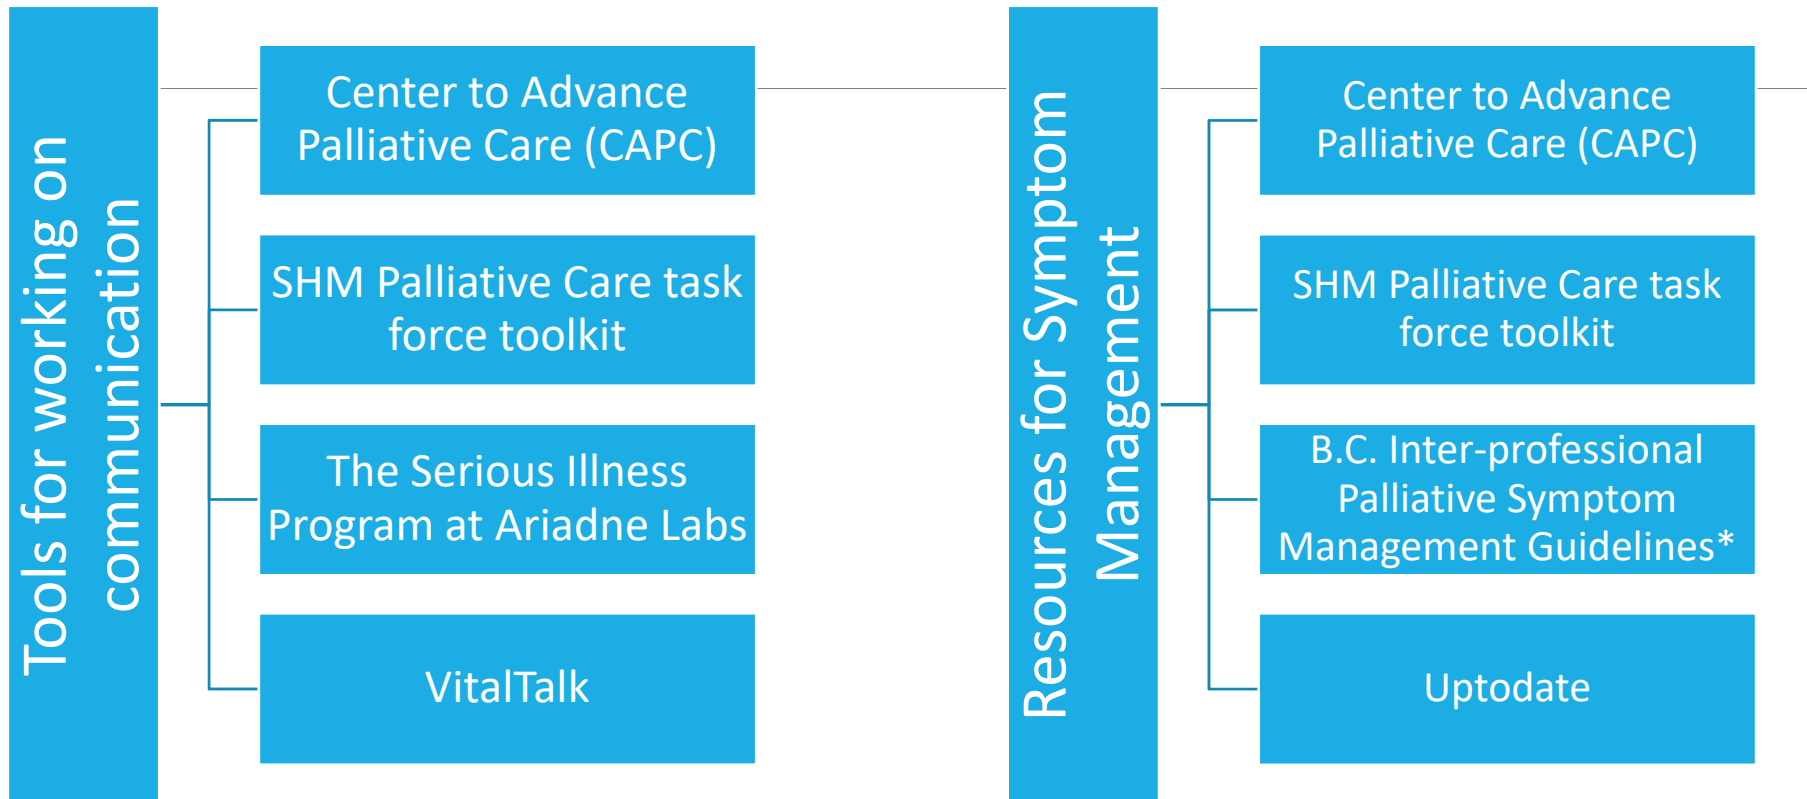 Tools for working on
communication
Center to Advance
Palliative Care (CAPC)
SHM Palliative Care task
force toolkit
The Serious Illness
Program at Ariadne Labs
VitalTalk
Resources for Symptom
Management
Center to Advance
Palliative Care (CAPC)
SHM Palliative Care task
force toolkit
B.C. Inter-professional
Palliative Symptom
Management Guidelines*
Uptodate